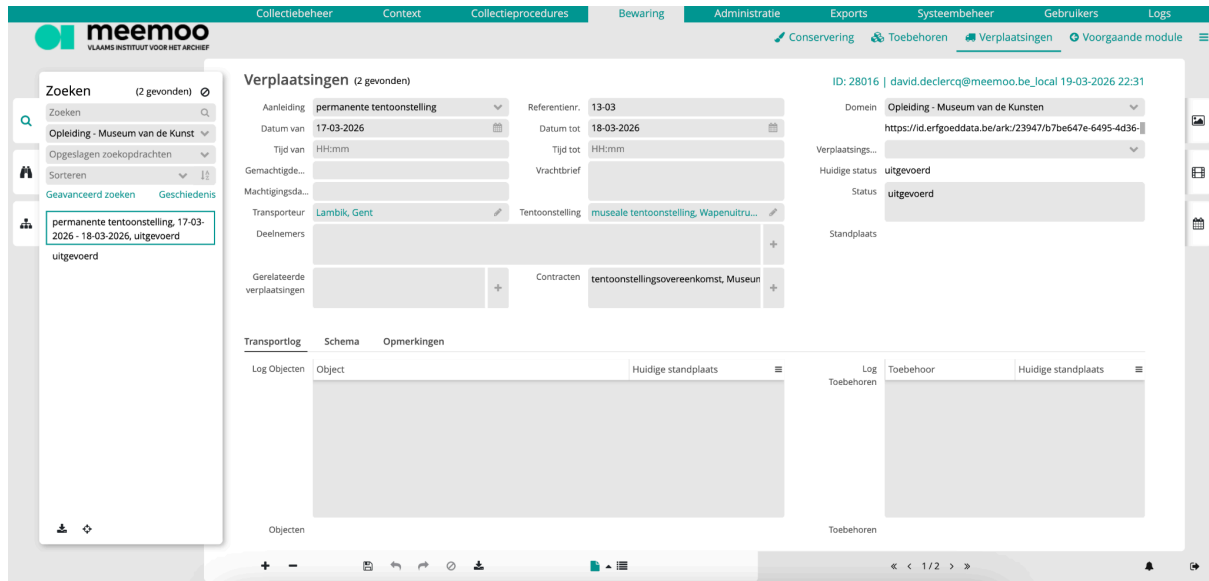 Collectiebeheer Context Collectieprocedures Bewaring Administratie Exports Systeembeheer Gebruikers Logs
meemoo
VLAAMS INSTITUUT VOOR HET ARCHIEF
Conservering Toebehoren Verplaatsingen Voorgaande module
Zoeken (2 gevonden)
Zoeken
Opleiding - Museum van de Kunst
Opgeslagen zoekopdrachten
Sorteren
Geavanceerd zoeken Geschiedenis
permanente tentoonstelling, 17-03-
2026 - 18-03-2026, uitgevoerd
uitgevoerd
Verplaatsingen (2 gevonden) ID: 28016 | david.declercq@meemoo.be_local 19-03-2026 22:31
Aanleiding permanente tentoonstelling Referentienr. 13-03 Domein Opleiding - Museum van de Kunsten
Datum van 17-03-2026 Datum tot 18-03-2026 https://id.erfgoeddata.be/ark:/23947/b7be647e-6495-4d36-
Tijd van HH:mm Tijd tot HH:mm Verplaatsings...
Gemachtigde... Vrachtbrief Huidige status uitgevoerd
Machtigingsda... Status uitgevoerd
Transporteur Lambik, Gent Tentoonstelling museale tentoonstelling, Wapenuitru...
Deelnemers Standplaats
Gerelateerde
verplaatsingen
Contracten tentoonstellingsovereenkomst, Museum
Transportlog Schema Opmerkingen
Log Objecten Object Huidige standplaats Log
Toebehoren
Toebehoor Huidige standplaats
Objecten Toebehoren
« < 1 / 2 > »